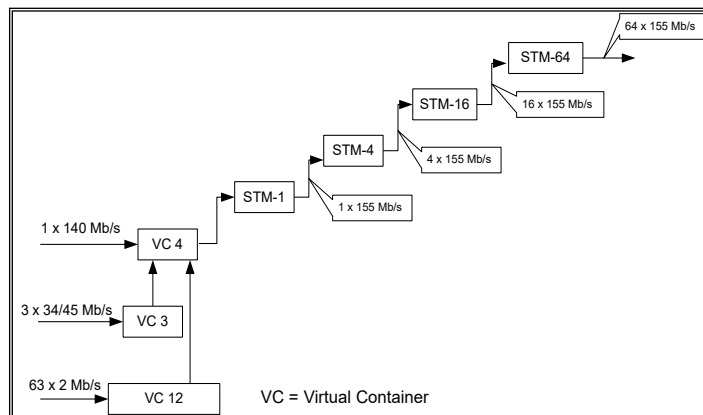 64 x 155 Mb/s
STM-64
STM-16
16 x 155 Mb/s
STM-4
4 x 155 Mb/s
STM-1
1 x 155 Mb/s
1 x 140 Mb/s
VC 4
3 x 34/45 Mb/s
VC 3
63 x 2 Mb/s
VC 12
VC = Virtual Container